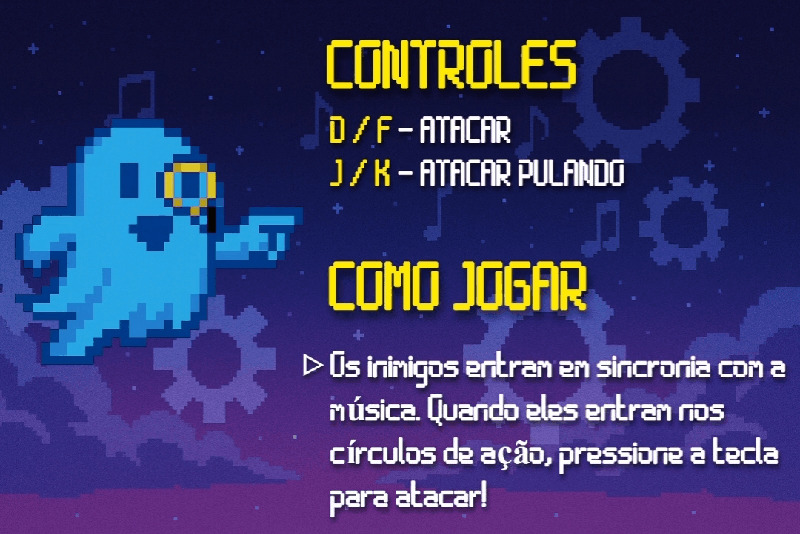 CONTROLES
D / F – ATACAR
J / K – ATACAR PULANDO
COMO JOGAR
▷ Os inimigos entram em sincronia com a
música. Quando eles entram nos
círculos de ação, pressione a tecla
para atacar!